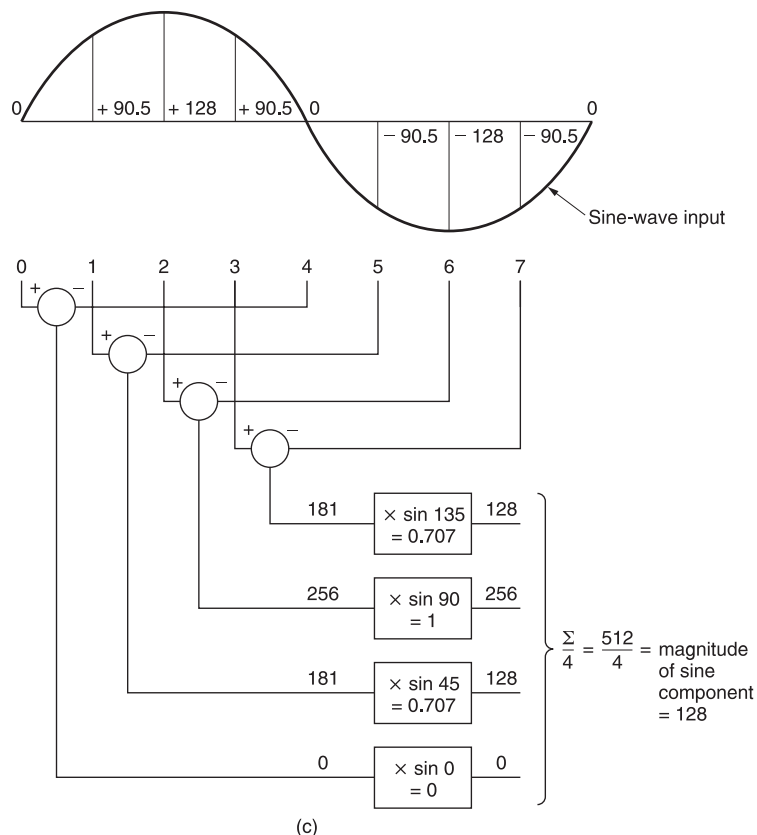 0 + 90.5 + 128 + 90.5 0 0
− 90.5 − 128 − 90.5
Sine-wave input
0 1 2 3 4 5 6 7
+ −
+ −
+ −
+ −
181 × sin 135 = 0.707 128
256 × sin 90 = 1 256
Σ/4 = 512/4 = magnitude of sine component = 128
181 × sin 45 = 0.707 128
0 × sin 0 = 0 0
(c)